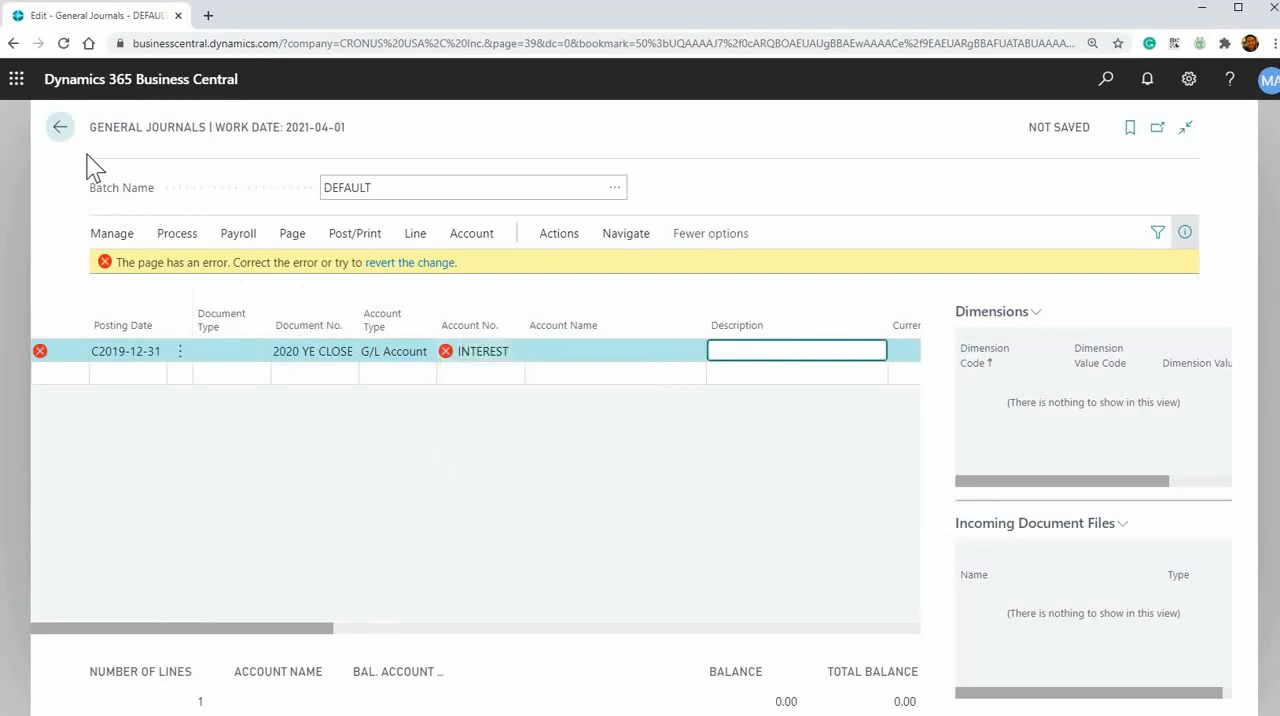 Edit - General Journals - DEFAUL
businesscentral.dynamics.com/?company=CRONUS%20USA%2C%20Inc.&page=39&dc=0&bookmark=50%3bUQAAAAJ7%2f0cARQBOAEUAUgBBAEwAAAACe%2f9EAEUARgBBAFUATABUAAAA...
Dynamics 365 Business Central
MA
GENERAL JOURNALS | WORK DATE: 2021-04-01
NOT SAVED
Batch Name
DEFAULT
Manage Process Payroll Page Post/Print Line Account Actions Navigate Fewer options
The page has an error. Correct the error or try to revert the change.
Dimensions
Posting Date
Document Type
Document No.
Account Type
Account No.
Account Name
Description
Curre
C2019-12-31
2020 YE CLOSE
G/L Account
INTEREST
Dimension Code
Dimension Value Code
Dimension Valu
(There is nothing to show in this view)
Incoming Document Files
Name
Type
(There is nothing to show in this view)
NUMBER OF LINES
ACCOUNT NAME
BAL. ACCOUNT ...
BALANCE
TOTAL BALANCE
1
0.00
0.00